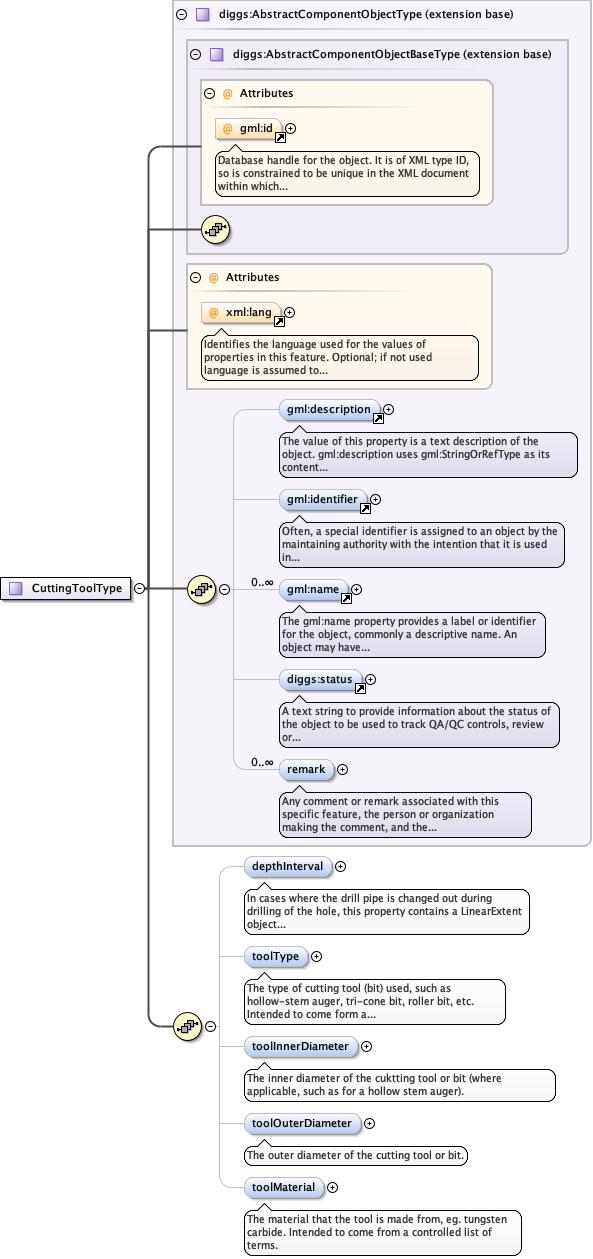 diggs:AbstractComponentObjectType (extension base)
diggs:AbstractComponentObjectBaseType (extension base)
@ Attributes
@ gml:id
Database handle for the object. It is of XML type ID,
so is constrained to be unique in the XML document
within which...
@ Attributes
@ xml:lang
Identifies the language used for the values of
properties in this feature. Optional; if not used
language is assumed to...
gml:description
The value of this property is a text description of the
object. gml:description uses gml:StringOrRefType as its
content...
gml:identifier
Often, a special identifier is assigned to an object by the
maintaining authority with the intention that it is used
in...
CuttingToolType
0..∞
gml:name
The gml:name property provides a label or identifier
for the object, commonly a descriptive name. An
object may have...
diggs:status
A text string to provide information about the status of
the object to be used to track QA/QC controls, review
or...
0..∞
remark
Any comment or remark associated with this
specific feature, the person or organization
making the comment, and the...
depthInterval
In cases where the drill pipe is changed out during
drilling of the hole, this property contains a LinearExtent
object...
toolType
The type of cutting tool (bit) used, such as
hollow-stem auger, tri-cone bit, roller bit, etc.
Intended to come form a...
toolInnerDiameter
The inner diameter of the cuktting tool or bit (where
applicable, such as for a hollow stem auger).
toolOuterDiameter
The outer diameter of the cutting tool or bit.
toolMaterial
The material that the tool is made from, eg. tungsten
carbide. Intended to come from a controlled list of
terms.